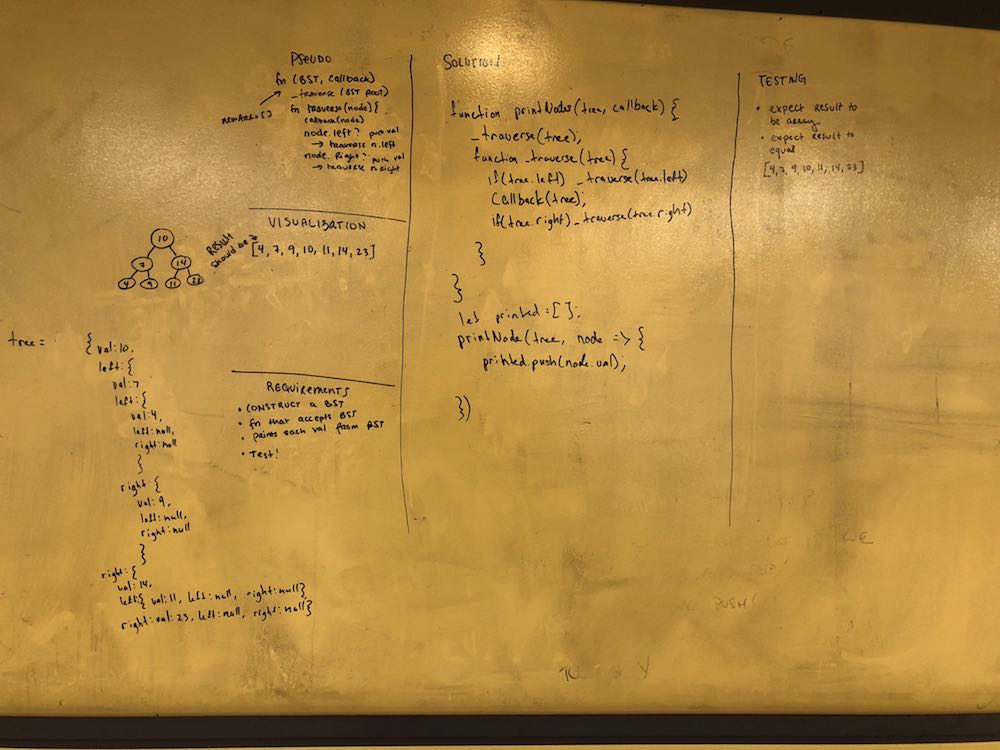 PSEUDO
fn (BST, callback)
_traverse (BST ROOT)
newArr = [ ]
fn traverse(node) {
callback(node)
node.left? push val
→ traverse n.left
node.Right? push val
→ traverse n.right
VISUALIZATION
RESULT
should be
[4, 7, 9, 10, 11, 14, 23]
10
7 14
4 9 11 23
tree = { val: 10,
left: {
val: 7
left: {
val: 4,
left: null,
right: null
}
right: {
val: 9,
left: null,
right: null
}
}
right: {
val: 14,
left: { val: 11, left: null, right: null },
right: val: 23, left: null, right: null }
REQUIREMENTS
• CONSTRUCT a BST
• fn that accepts BST
• prints each val from BST
• Test!
SOLUTION
function printNodes(tree, callback) {
_traverse(tree);
function _traverse(tree) {
if(tree.left) _traverse(tree.left)
Callback(tree);
if(tree.right) _traverse(tree.right)
}
}
let printed = [ ];
printNode(tree, node => {
printed.push(node.val);
})
TESTING
• expect result to
be array
• expect result to
equal
[4, 7, 9, 10, 11, 14, 23]